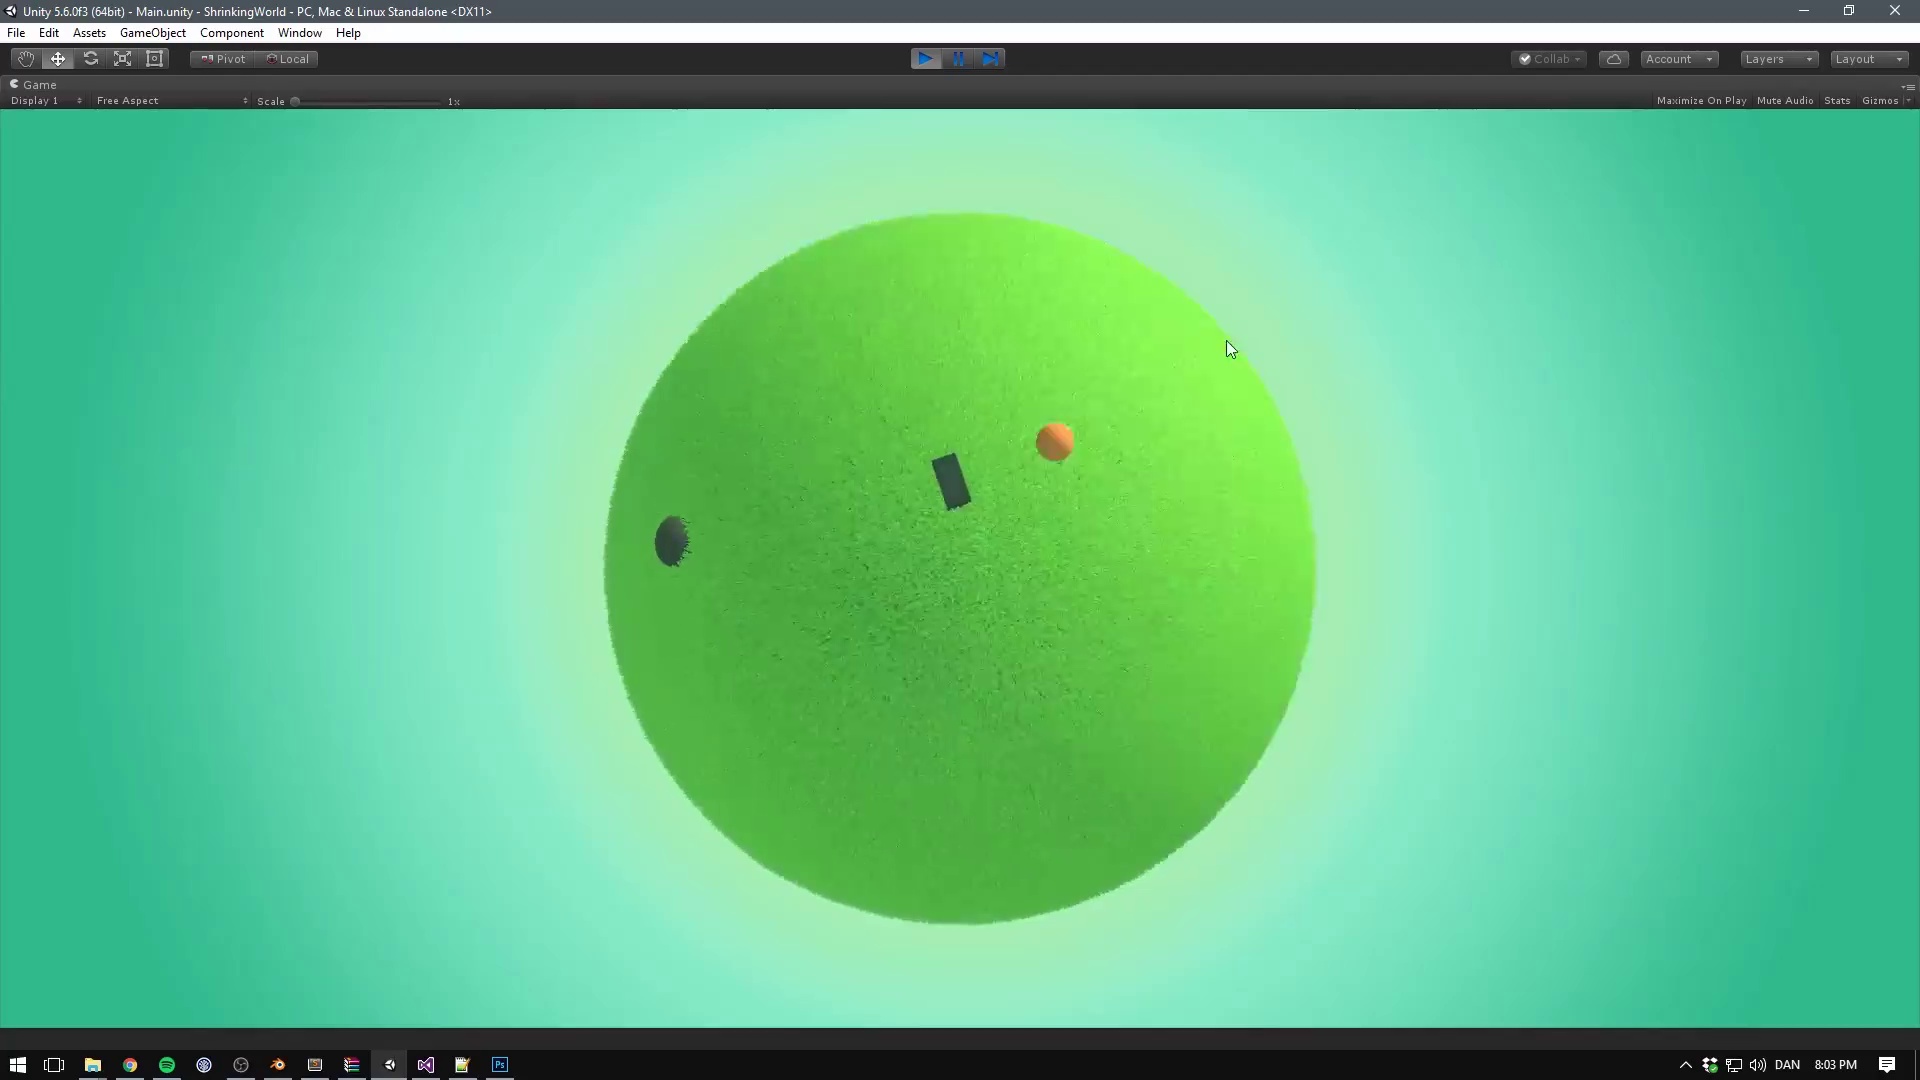 Unity 5.6.0f3 (64bit) - Main.unity - ShrinkingWorld - PC, Mac & Linux Standalone <DX11>
File Edit Assets GameObject Component Window Help
Pivot Local Collab Account Layers Layout
Game
Display 1 Free Aspect Scale 1x Maximize On Play Mute Audio Stats Gizmos
Ps DAN 8:03 PM